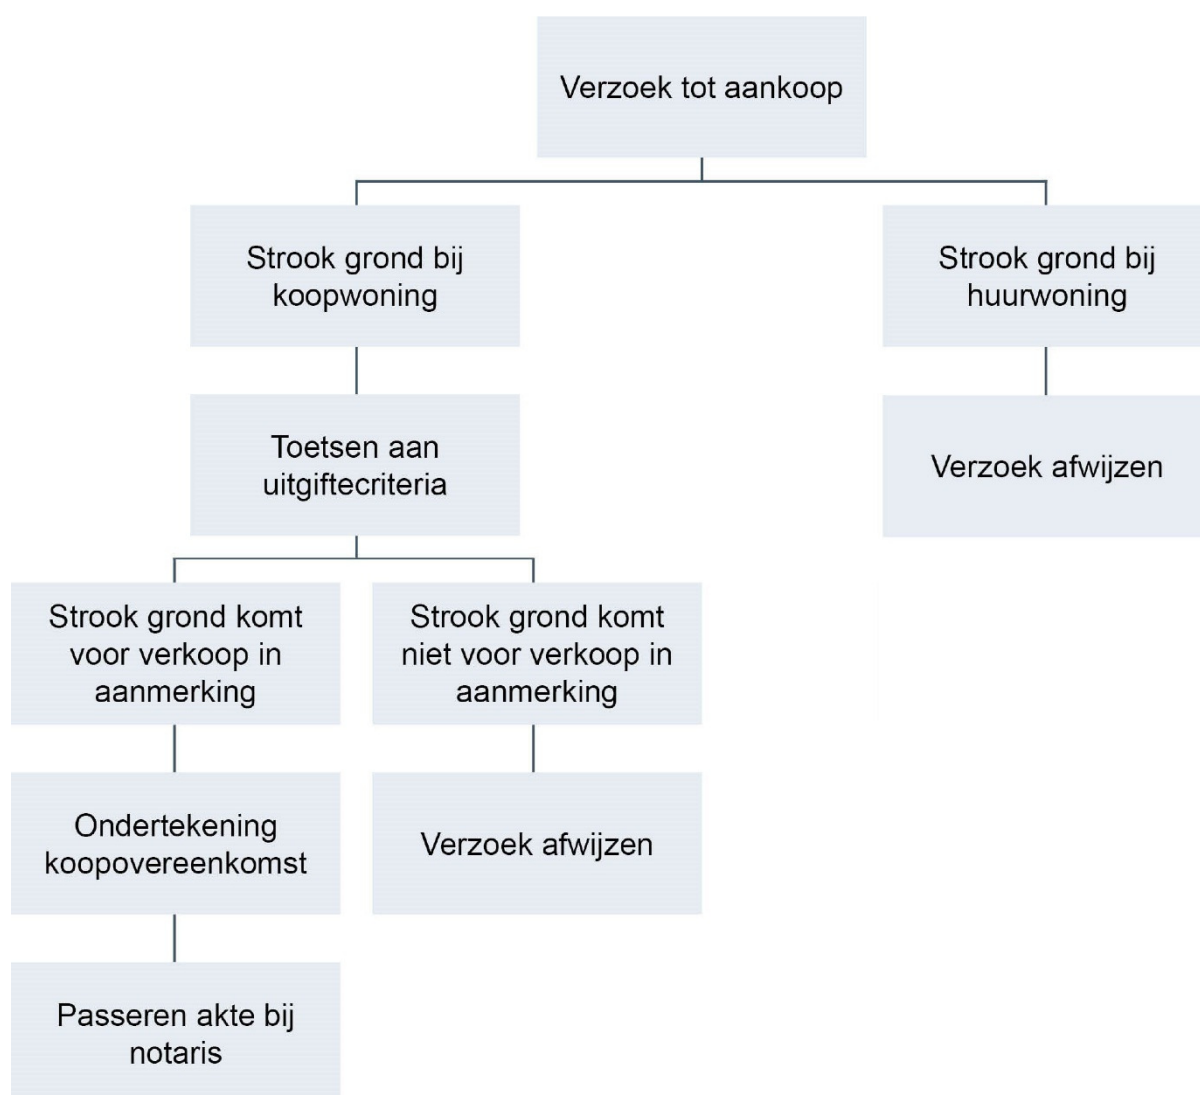 Verzoek tot aankoop
Strook grond bij
koopwoning
Strook grond bij
huurwoning
Toetsen aan
uitgiftecriteria
Verzoek afwijzen
Strook grond komt
voor verkoop in
aanmerking
Strook grond komt
niet voor verkoop in
aanmerking
Ondertekening
koopovereenkomst
Verzoek afwijzen
Passeren akte bij
notaris